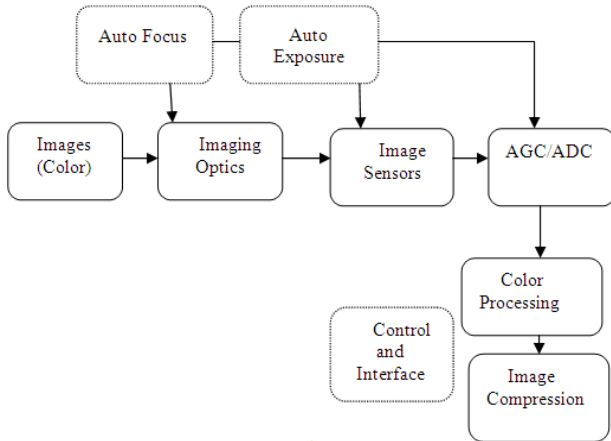 Auto Focus
Auto
Exposure
Images
(Color)
Imaging
Optics
Image
Sensors
AGC/ADC
Color
Processing
Control
and
Interface
Image
Compression